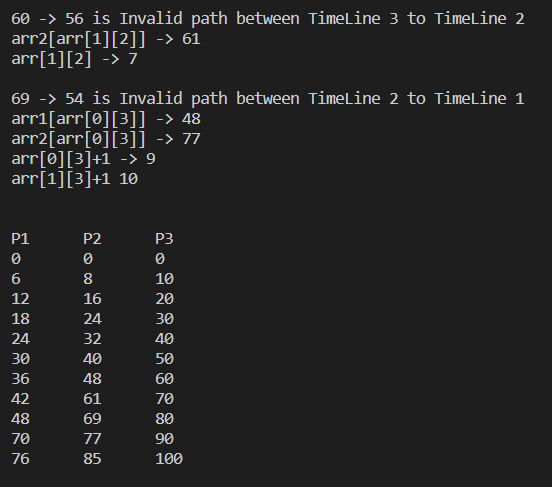 60 -> 56 is Invalid path between TimeLine 3 to TimeLine 2
arr2[arr[1][2]] -> 61
arr[1][2] -> 7
69 -> 54 is Invalid path between TimeLine 2 to TimeLine 1
arr1[arr[0][3]] -> 48
arr2[arr[0][3]] -> 77
arr[0][3]+1 -> 9
arr[1][3]+1 10
P1 P2 P3
0 0 0
6 8 10
12 16 20
18 24 30
24 32 40
30 40 50
36 48 60
42 61 70
48 69 80
70 77 90
76 85 100